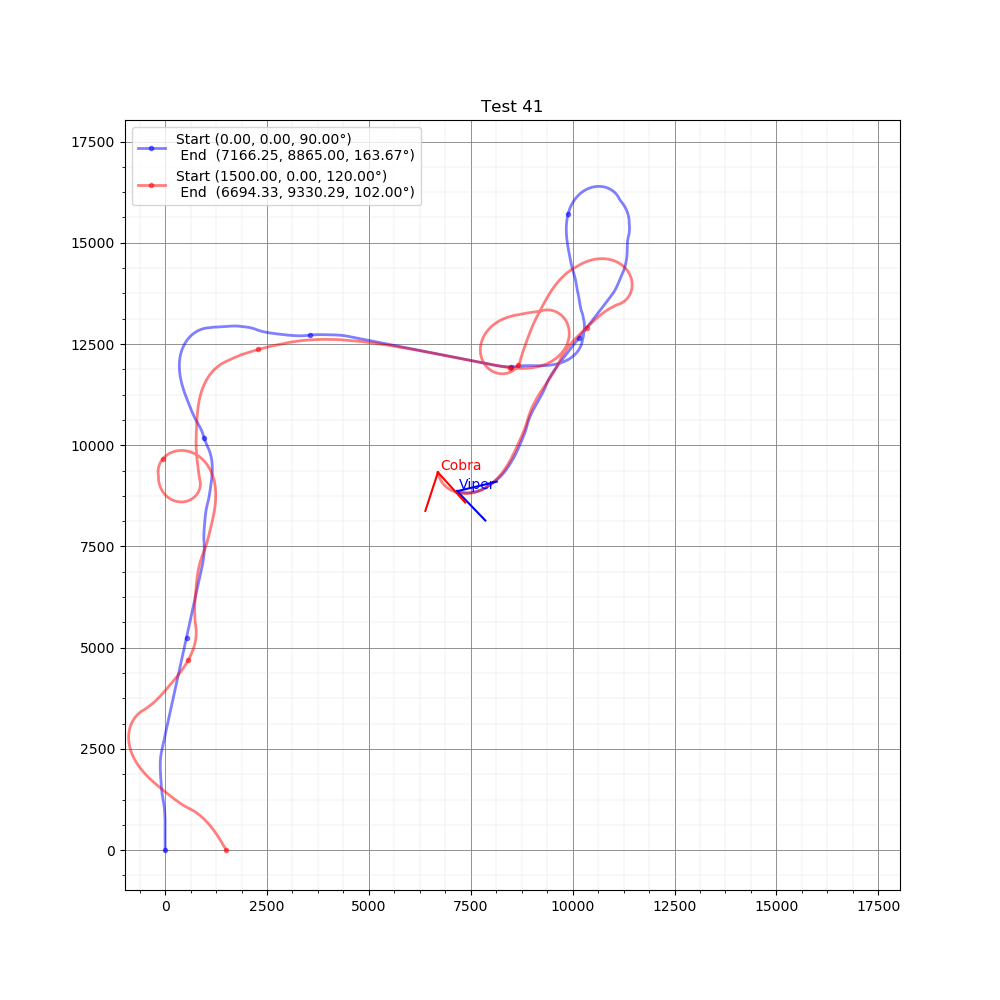 Test 41
Start (0.00, 0.00, 90.00°)
End (7166.25, 8865.00, 163.67°)
Start (1500.00, 0.00, 120.00°)
End (6694.33, 9330.29, 102.00°)
17500
15000
12500
10000
7500
5000
2500
0
Cobra
Viper
0 2500 5000 7500 10000 12500 15000 17500